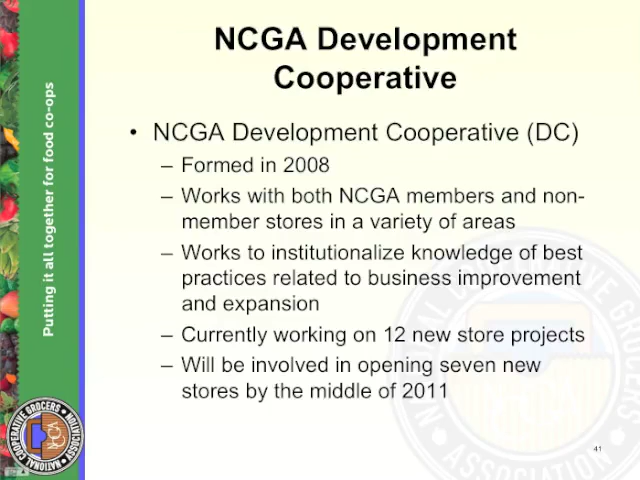 NCGA Development
Cooperative
• NCGA Development Cooperative (DC)
– Formed in 2008
– Works with both NCGA members and non-
member stores in a variety of areas
– Works to institutionalize knowledge of best
practices related to business improvement
and expansion
– Currently working on 12 new store projects
– Will be involved in opening seven new
stores by the middle of 2011
Putting it all together for food co-ops
NATIONAL COOPERATIVE GROCERS ASSOCIATION
NCGA
41